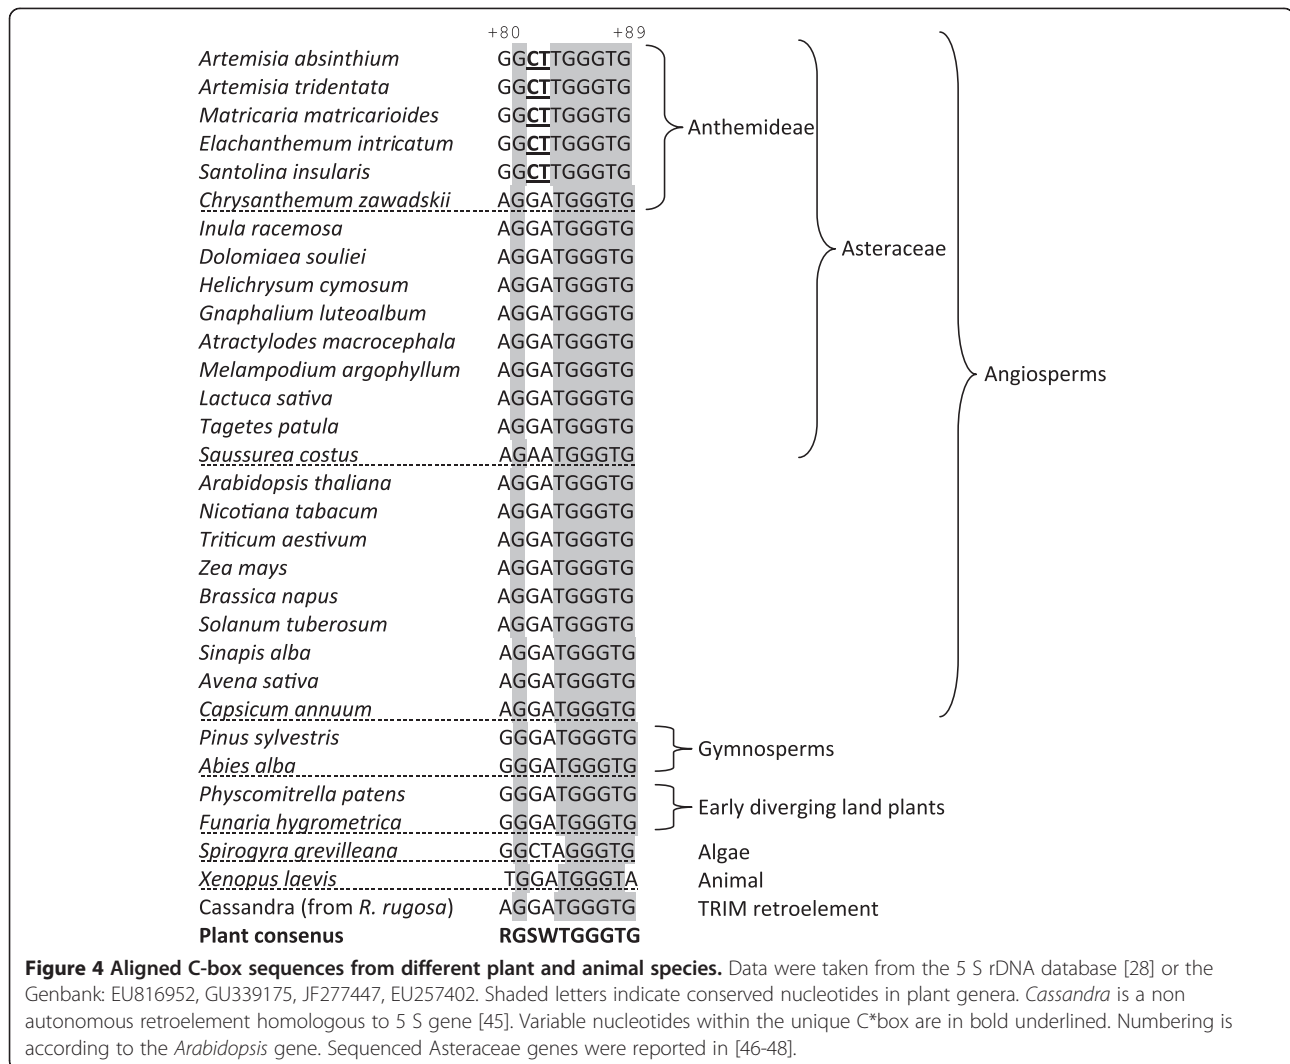 +80 +89
Artemisia absinthium GGCTTGGGTG
Artemisia tridentata GGCTTGGGTG
Matricaria matricarioides GGCTTGGGTG
Elachanthemum intricatum GGCTTGGGTG
Anthemideae
Santolina insularis GGCTTGGGTG
Chrysanthemum zawadskii AGGATGGGTG
Inula racemosa AGGATGGGTG
Dolomiaea souliei AGGATGGGTG
Asteraceae
Helichrysum cymosum AGGATGGGTG
Gnaphalium luteoalbum AGGATGGGTG
Atractylodes macrocephala AGGATGGGTG
Melampodium argophyllum AGGATGGGTG
Angiosperms
Lactuca sativa AGGATGGGTG
Tagetes patula AGGATGGGTG
Saussurea costus AGAATGGGTG
Arabidopsis thaliana AGGATGGGTG
Nicotiana tabacum AGGATGGGTG
Triticum aestivum AGGATGGGTG
Zea mays AGGATGGGTG
Brassica napus AGGATGGGTG
Solanum tuberosum AGGATGGGTG
Sinapis alba AGGATGGGTG
Avena sativa AGGATGGGTG
Capsicum annuum AGGATGGGTG
Pinus sylvestris GGGATGGGTG
Gymnosperms
Abies alba GGGATGGGTG
Physcomitrella patens GGGATGGGTG
Early diverging land plants
Funaria hygrometrica GGGATGGGTG
Spirogyra grevilleana GGCTAGGGTG Algae
Xenopus laevis TGGATGGGTA Animal
Cassandra (from R. rugosa) AGGATGGGTG TRIM retroelement
Plant consenus RGSWTGGGTG
Figure 4 Aligned C-box sequences from different plant and animal species. Data were taken from the 5 S rDNA database [28] or the
Genbank: EU816952, GU339175, JF277447, EU257402. Shaded letters indicate conserved nucleotides in plant genera. Cassandra is a non
autonomous retroelement homologous to 5 S gene [45]. Variable nucleotides within the unique C*box are in bold underlined. Numbering is
according to the Arabidopsis gene. Sequenced Asteraceae genes were reported in [46-48].